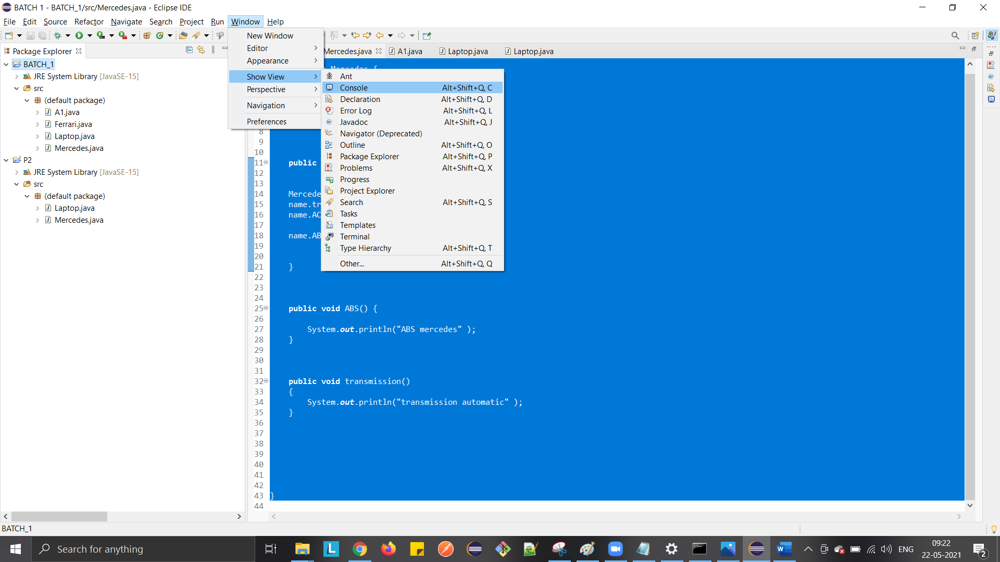 BATCH 1 - BATCH_1/src/Mercedes.java - Eclipse IDE
File Edit Source Refactor Navigate Search Project Run Window Help
Package Explorer
Mercedes.java A1.java Laptop.java Laptop.java
BATCH_1
JRE System Library [JavaSE-15]
src
(default package)
A1.java
Ferrari.java
Laptop.java
Mercedes.java
P2
JRE System Library [JavaSE-15]
src
(default package)
Laptop.java
Mercedes.java
New Window
Editor
Appearance
Show View
Perspective
Navigation
Preferences
Ant
Console Alt+Shift+Q, C
Declaration Alt+Shift+Q, D
Error Log Alt+Shift+Q, L
Javadoc Alt+Shift+Q, J
Navigator (Deprecated)
Outline Alt+Shift+Q, O
Package Explorer Alt+Shift+Q, P
Problems Alt+Shift+Q, X
Progress
Project Explorer
Search Alt+Shift+Q, S
Tasks
Templates
Terminal
Type Hierarchy Alt+Shift+Q, T
Other... Alt+Shift+Q, Q
Mercedes {
8
9
10
11 public
12
13
14 Mercede
15 name.tr
16 name.AC
17
18 name.AB
19
20
21 }
22
23
24
25 public void ABS() {
26
27 System.out.println("ABS mercedes" );
28 }
29
30
31
32 public void transmission()
33 {
34 System.out.println("transmission automatic" );
35 }
36
37
38
39
40
41
42
43 }
44
BATCH_1
Search for anything
ENG
09:22
22-05-2021
2